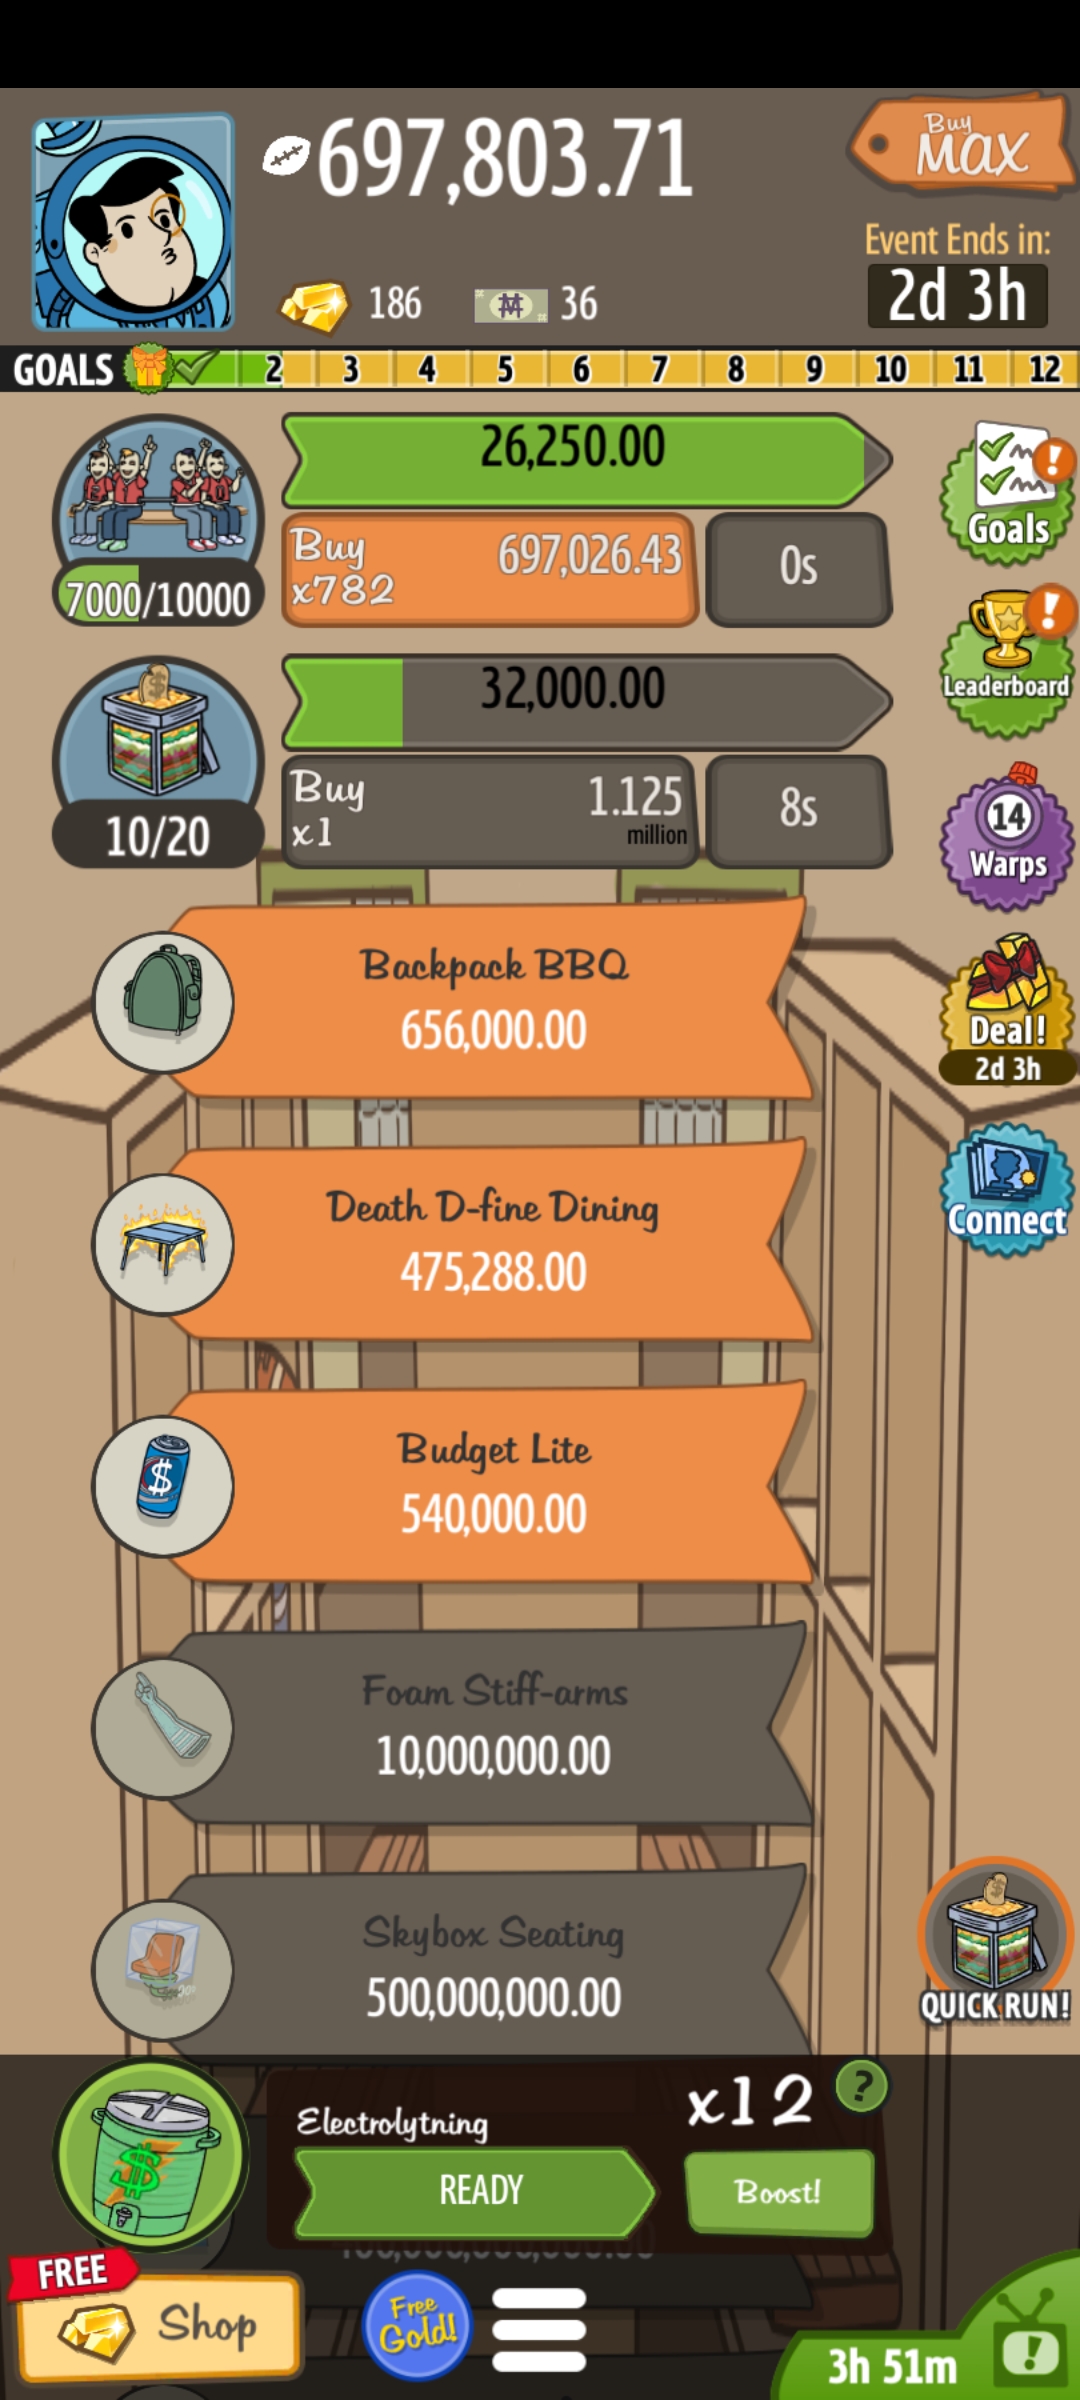 697,803.71
Buy
MAX
Event Ends in:
2d 3h
186
36
GOALS 2 3 4 5 6 7 8 9 10 11 12
26,250.00
Buy
x782
697,026.43
0s
7000/10000
Goals
Leaderboard
32,000.00
Buy
x1
1.125
million
8s
10/20
14
Warps
Backpack BBQ
656,000.00
Deal!
2d 3h
Death D-fine Dining
475,288.00
Connect
Budget Lite
540,000.00
Foam Stiff-arms
10,000,000.00
Skybox Seating
500,000,000.00
QUICK RUN!
Electrolytning
x12
?
READY
Boost!
FREE
Shop
Free
Gold!
3h 51m